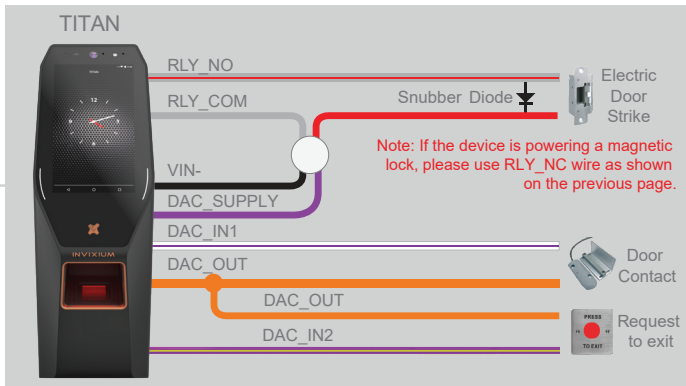 TITAN
RLY_NO
RLY_COM
Snubber Diode
Electric
Door
Strike
Note: If the device is powering a magnetic
lock, please use RLY_NC wire as shown
on the previous page.
VIN-
DAC_SUPPLY
DAC_IN1
DAC_OUT
DAC_OUT
DAC_IN2
Door
Contact
Request
to exit
INVIXIUM
PRESS
TO EXIT
12